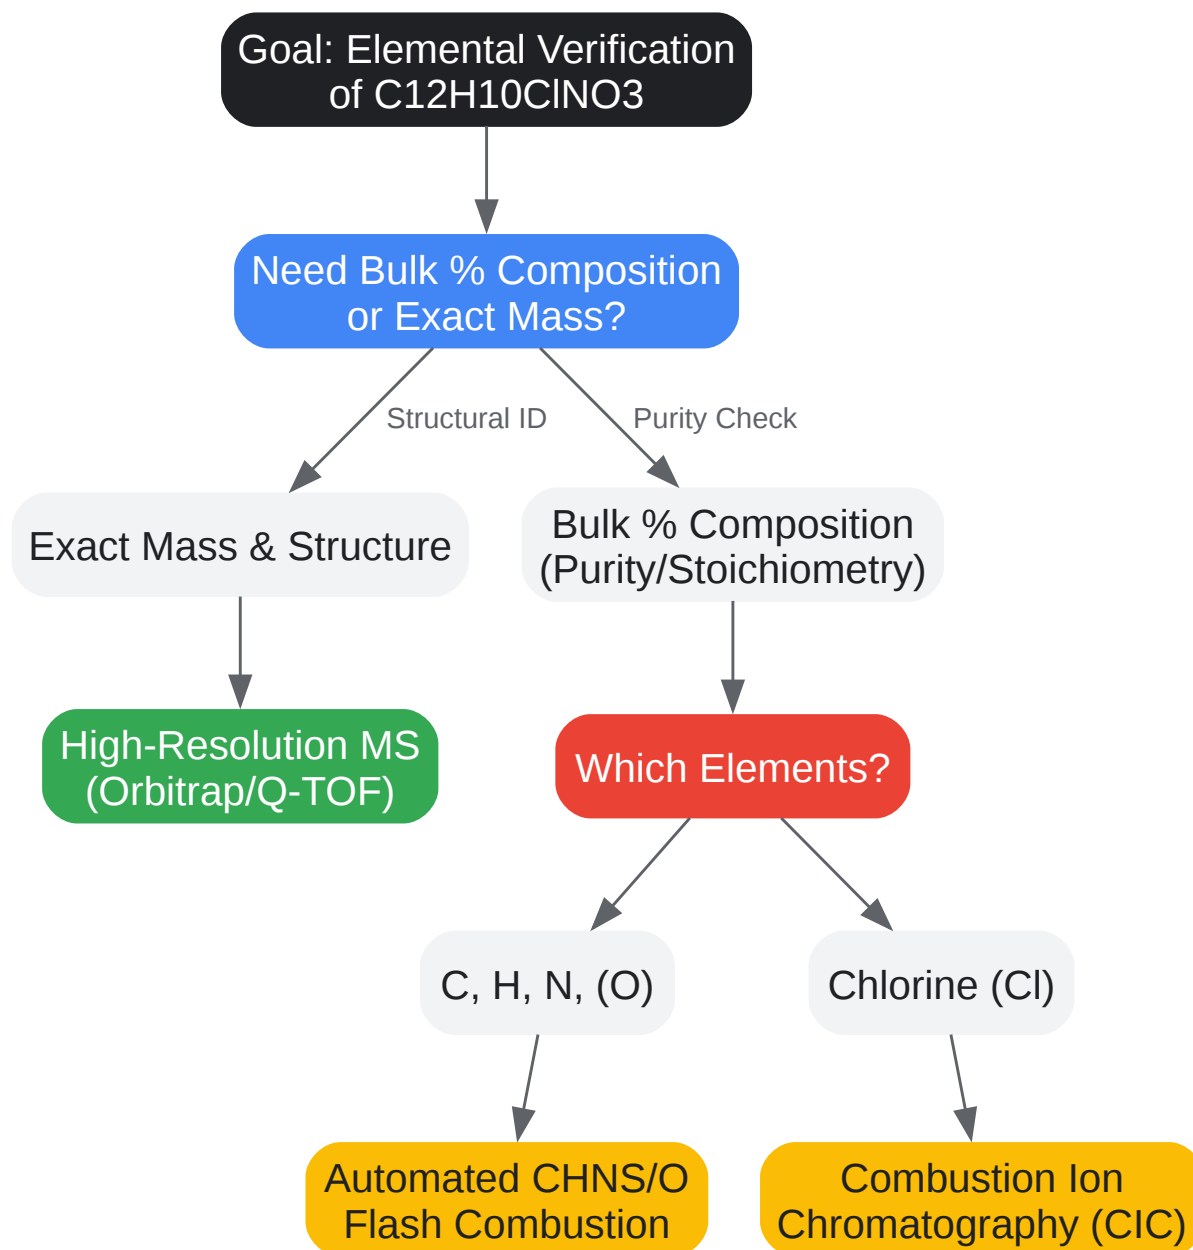 Goal: Elemental Verification
of C12H10ClNO3
Need Bulk % Composition
or Exact Mass?
Structural ID
Purity Check
Exact Mass & Structure
Bulk % Composition
(Purity/Stoichiometry)
High-Resolution MS
(Orbitrap/Q-TOF)
Which Elements?
C, H, N, (O)
Chlorine (Cl)
Automated CHNS/O
Flash Combustion
Combustion Ion
Chromatography (CIC)